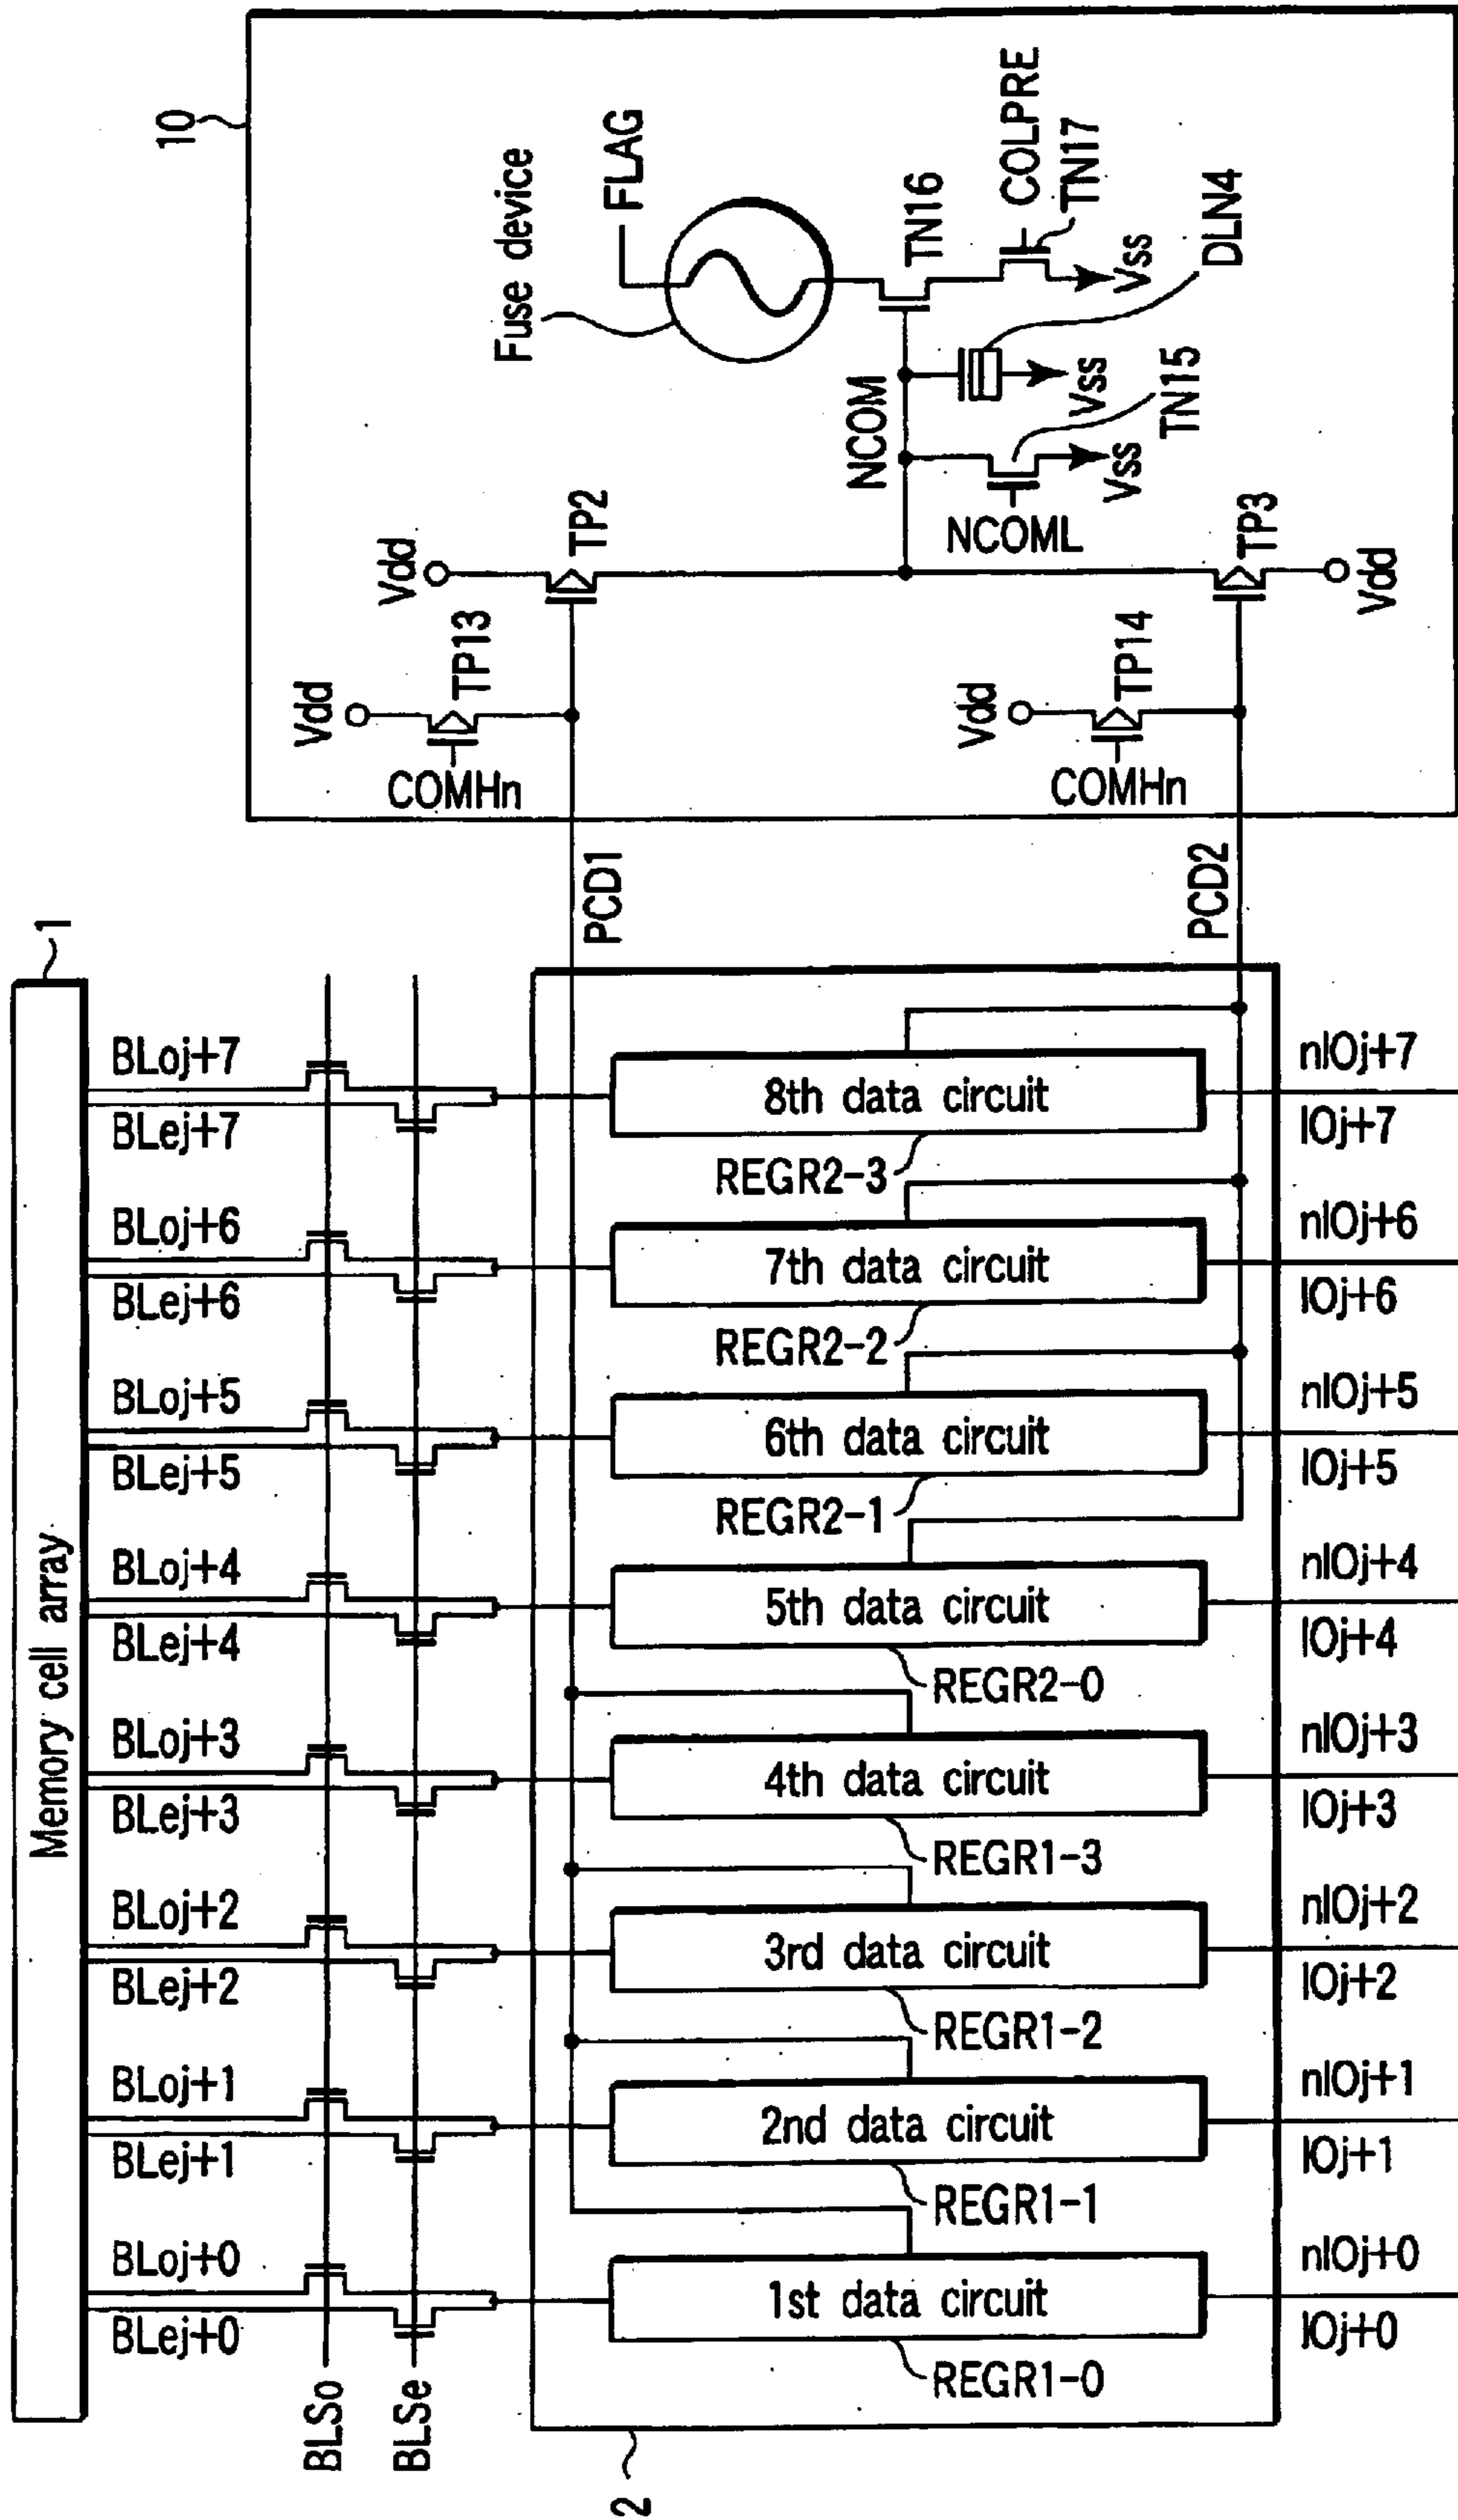 1
Memory cell array
BLoj+0
BLej+0
BLoj+1
BLej+1
BLoj+2
BLej+2
BLoj+3
BLej+3
BLoj+4
BLej+4
BLoj+5
BLej+5
BLoj+6
BLej+6
BLoj+7
BLej+7
BLSo
BLSe
2
1st data circuit
REGR1-0
2nd data circuit
REGR1-1
3rd data circuit
REGR1-2
4th data circuit
REGR1-3
5th data circuit
REGR2-0
6th data circuit
REGR2-1
7th data circuit
REGR2-2
8th data circuit
REGR2-3
nIOj+0
IOj+0
nIOj+1
IOj+1
nIOj+2
IOj+2
nIOj+3
IOj+3
nIOj+4
IOj+4
nIOj+5
IOj+5
nIOj+6
IOj+6
nIOj+7
IOj+7
PCD1
PCD2
10
Vdd
TP13
COMHn
Vdd
TP2
Vdd
TP14
COMHn
TP3
Vdd
NCOM
NCOML
TN15
Vss
DLN4
Vss
Fuse device
FLAG
TN16
COLPRE
TN17
Vss